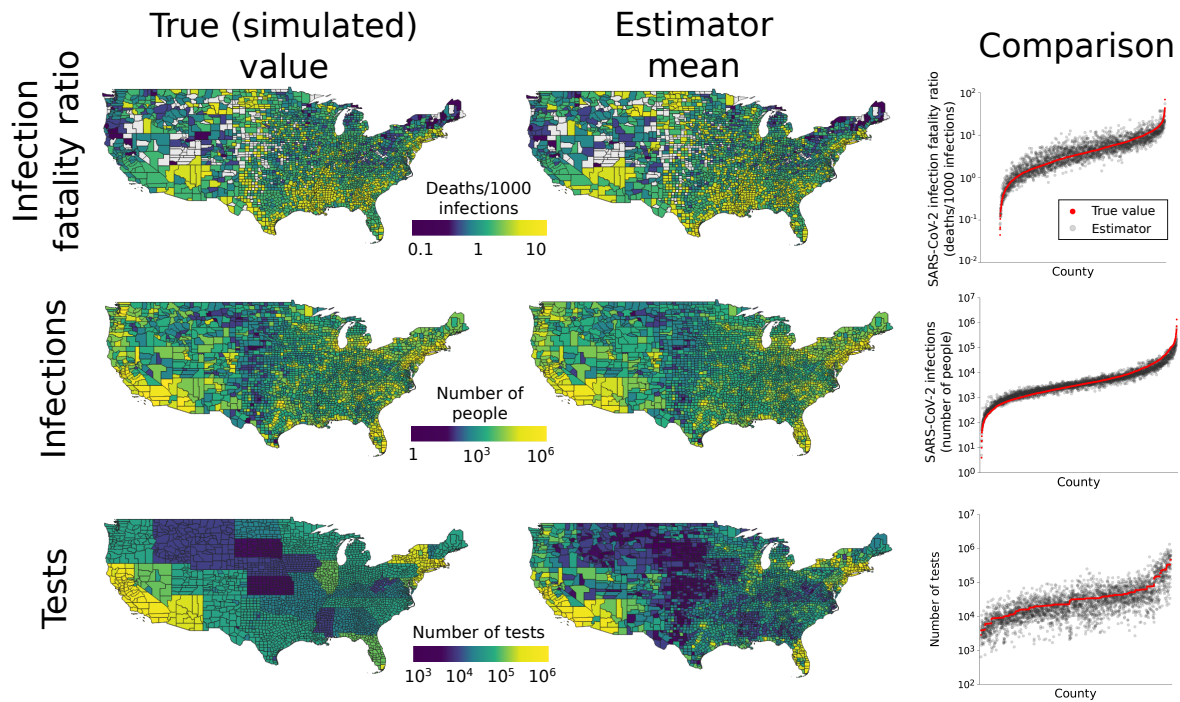 True (simulated)
value
Estimator
mean
Comparison
Infection
fatality ratio
Deaths/1000
infections
0.1 1 10
SARS-CoV-2 infection fatality ratio
(deaths/1000 infections)
10²
10¹
10⁰
10⁻¹
10⁻²
True value
Estimator
County
Infections
Number of
people
1 10³ 10⁶
SARS-CoV-2 infections
(number of people)
10⁷
10⁶
10⁵
10⁴
10³
10²
10¹
10⁰
County
Tests
Number of tests
10³ 10⁴ 10⁵ 10⁶
Number of tests
10⁷
10⁶
10⁵
10⁴
10³
10²
County